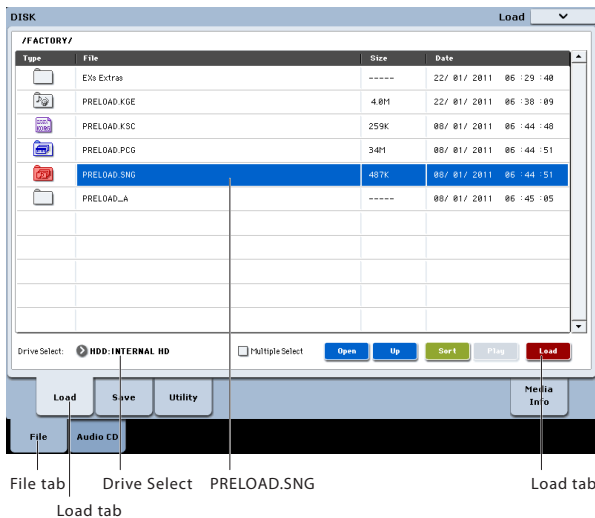 DISK Load
/FACTORY/
Type File Size Date
EXs Extras ----- 22/ 01/ 2011 06 :29 :40
PRELOAD.KGE 4.0M 22/ 01/ 2011 06 :38 :09
PRELOAD.KSC 259K 08/ 01/ 2011 06 :44 :48
PRELOAD.PCG 34M 08/ 01/ 2011 06 :44 :51
PRELOAD.SNG 487K 08/ 01/ 2011 06 :44 :51
PRELOAD_A ----- 08/ 01/ 2011 06 :45 :05
Drive Select: HDD:INTERNAL HD Multiple Select Open Up Sort Play Load
Load Save Utility Media Info
File Audio CD
File tab Drive Select PRELOAD.SNG Load tab
Load tab